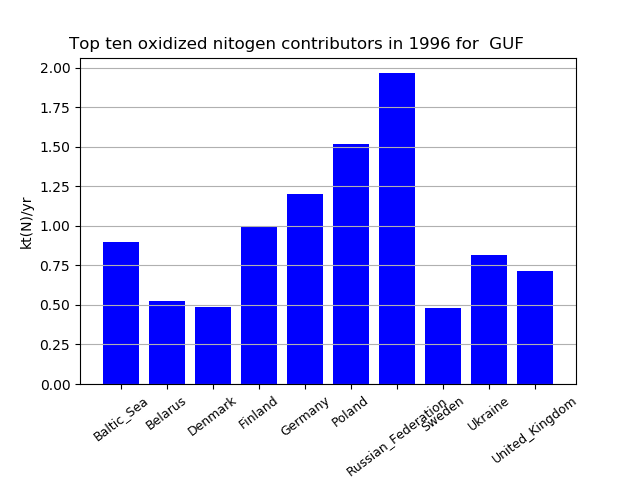 Top ten oxidized nitogen contributors in 1996 for  GUF
2.00
1.75
1.50
1.25
1.00
0.75
0.50
0.25
0.00
kt(N)/yr
Baltic_Sea
Belarus
Denmark
Finland
Germany
Poland
Russian_Federation
Sweden
Ukraine
United_Kingdom